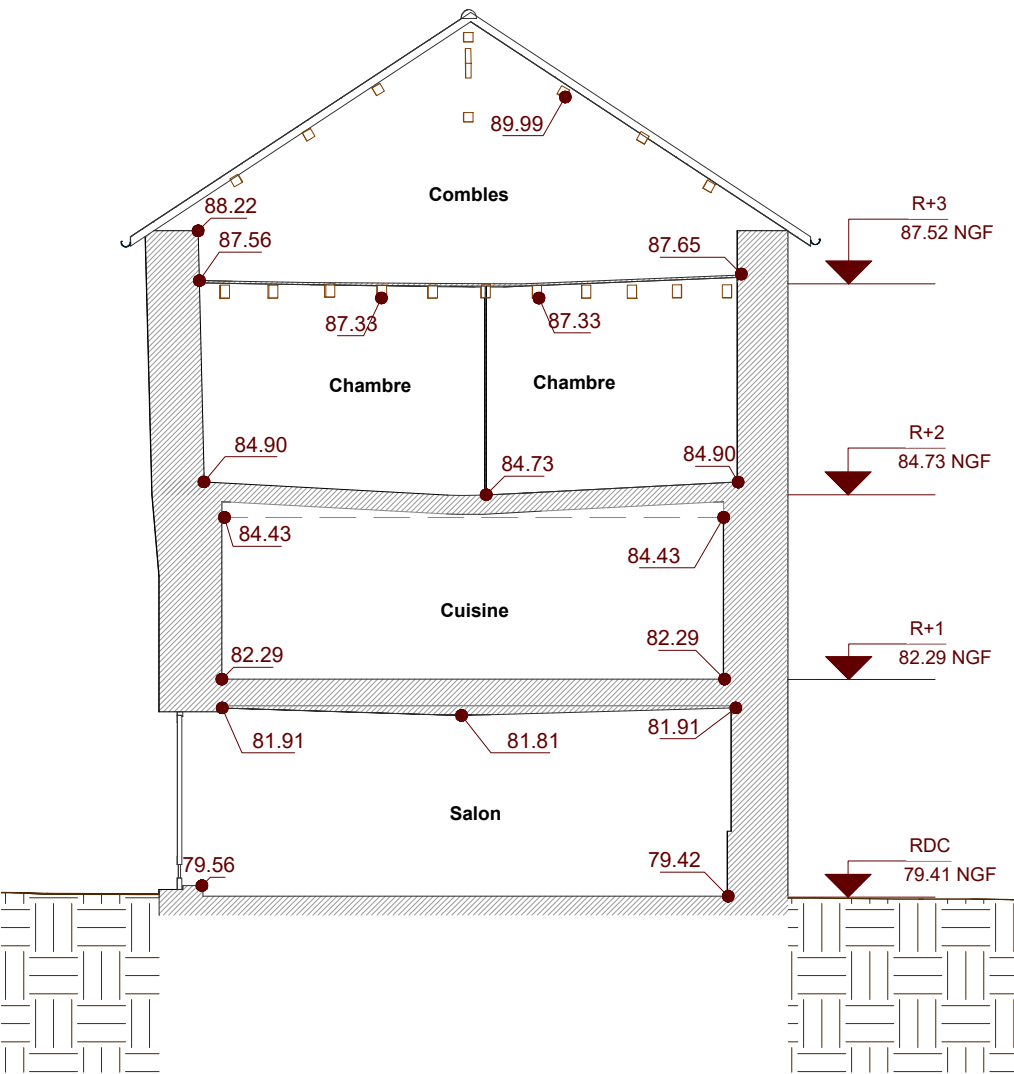 89.99
Combles
88.22
R+3
87.52 NGF
87.56
87.65
87.33
87.33
Chambre
Chambre
R+2
84.73 NGF
84.90
84.73
84.90
84.43
84.43
Cuisine
R+1
82.29 NGF
82.29
82.29
81.91
81.81
81.91
Salon
RDC
79.41 NGF
79.56
79.42